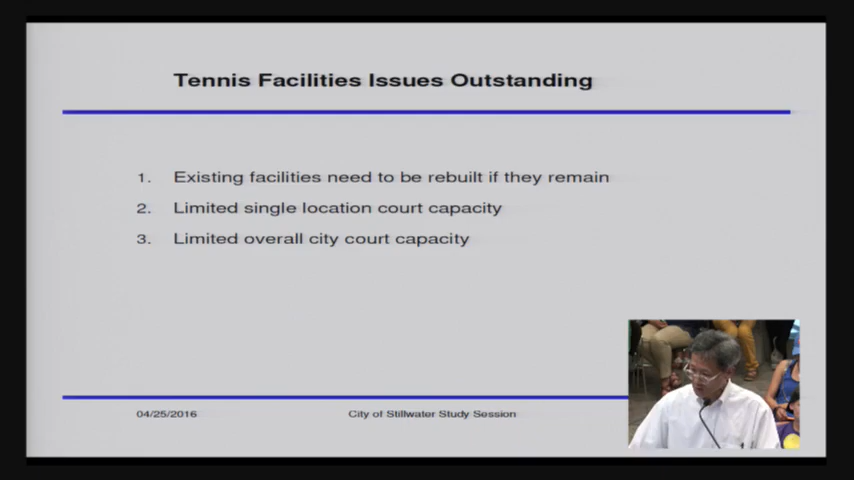 Tennis Facilities Issues Outstanding
1. Existing facilities need to be rebuilt if they remain
2. Limited single location court capacity
3. Limited overall city court capacity
04/25/2016 City of Stillwater Study Session